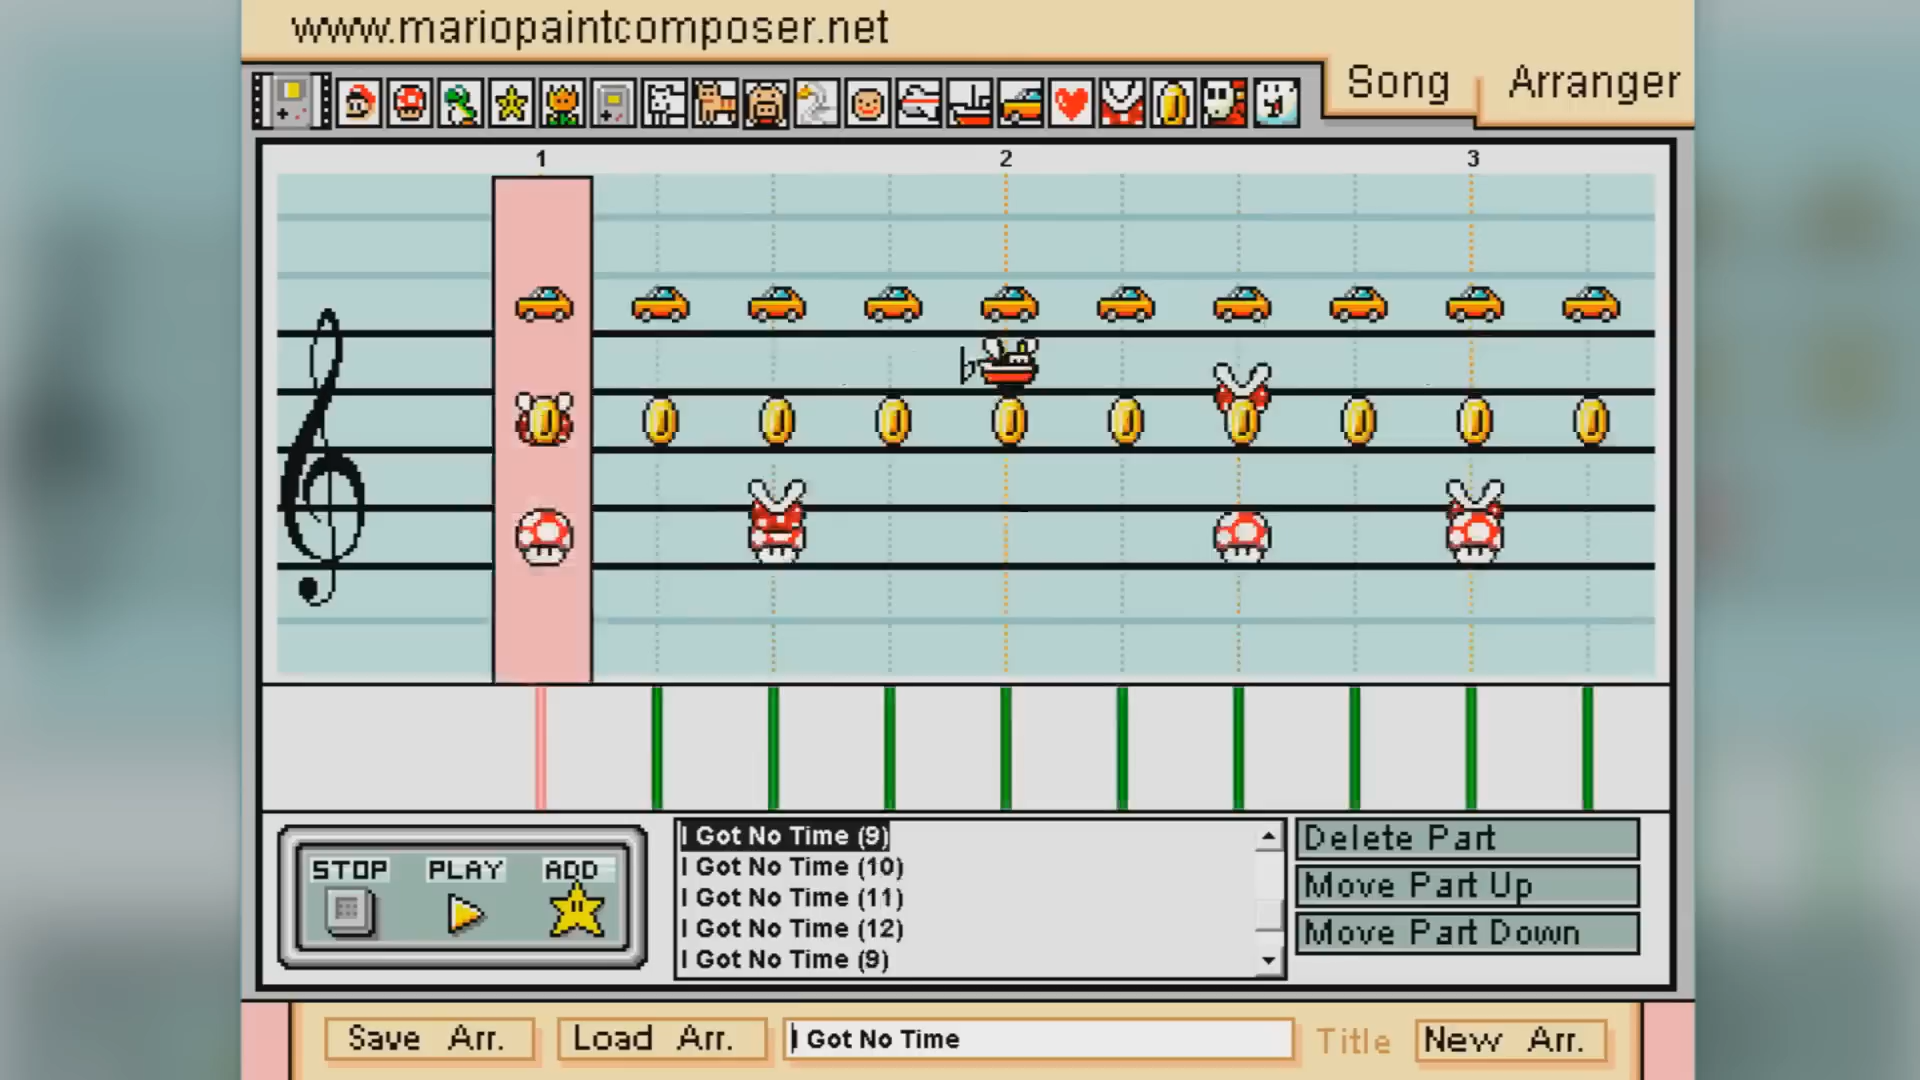 www.mariopaintcomposer.net
Song
Arranger
1
2
3
STOP
PLAY
ADD
I Got No Time (9)
I Got No Time (10)
I Got No Time (11)
I Got No Time (12)
I Got No Time (9)
Delete Part
Move Part Up
Move Part Down
Save Arr.
Load Arr.
I Got No Time
Title
New Arr.